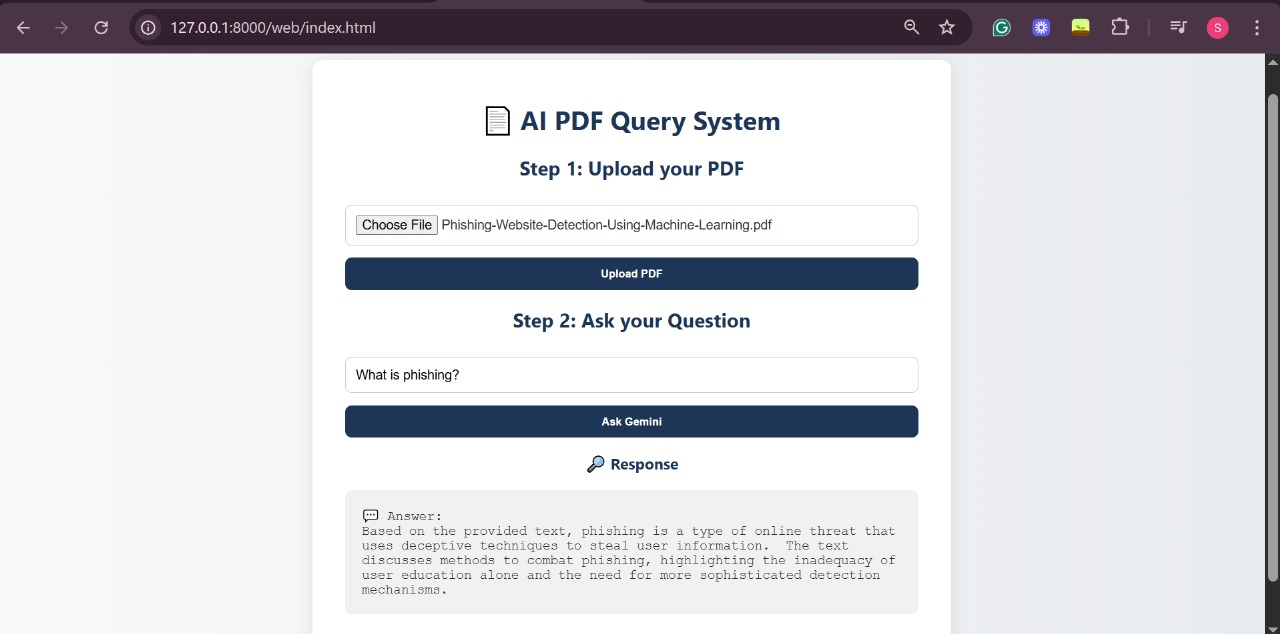 127.0.0.1:8000/web/index.html
S
AI PDF Query System
Step 1: Upload your PDF
Choose File Phishing-Website-Detection-Using-Machine-Learning.pdf
Upload PDF
Step 2: Ask your Question
What is phishing?
Ask Gemini
Response
Answer:
Based on the provided text, phishing is a type of online threat that
uses deceptive techniques to steal user information.  The text
discusses methods to combat phishing, highlighting the inadequacy of
user education alone and the need for more sophisticated detection
mechanisms.